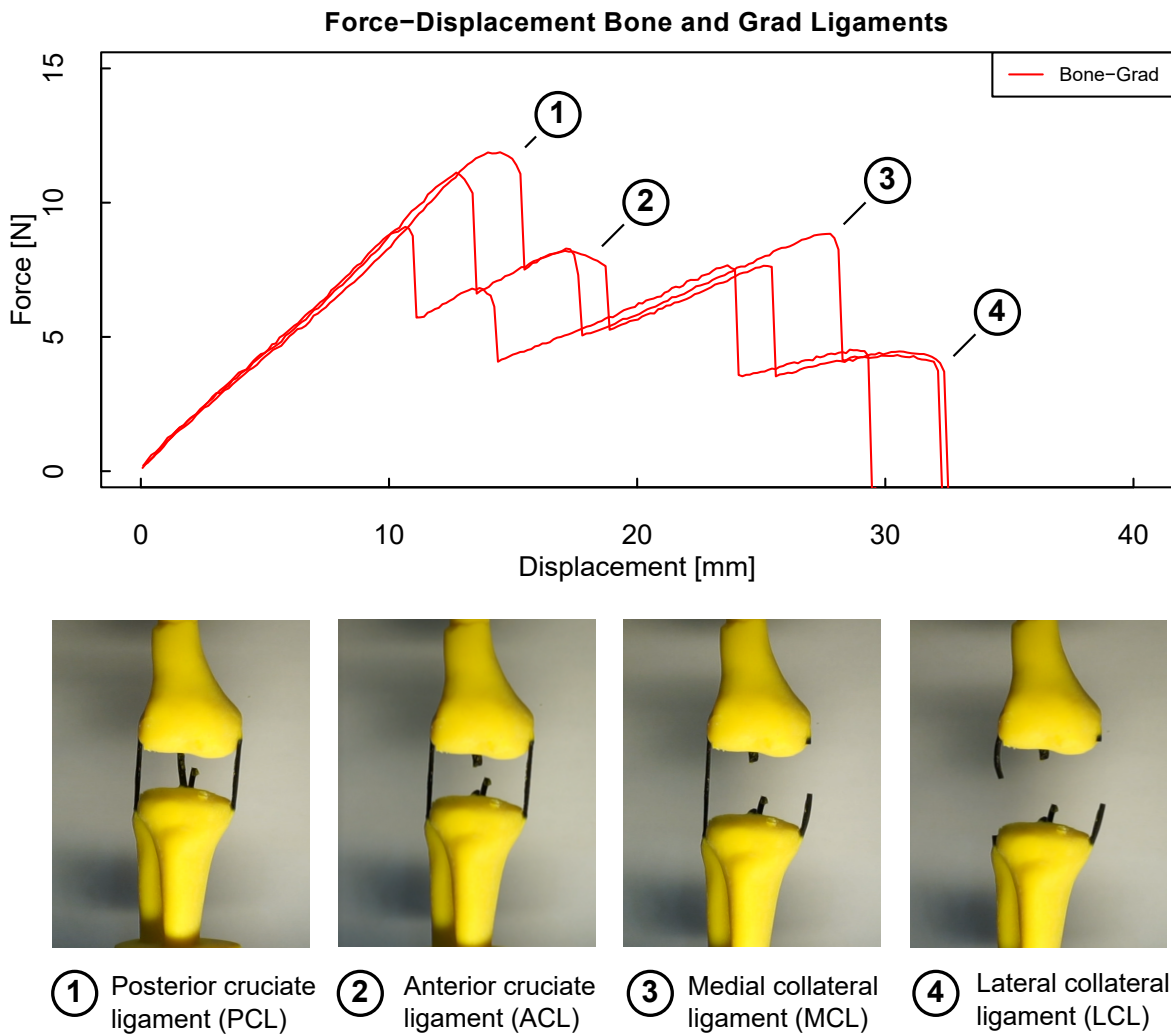 Force−Displacement Bone and Grad Ligaments
Force [N]
15
10
5
0
Bone−Grad
1
2
3
4
0 10 20 30 40
Displacement [mm]
1 Posterior cruciate
ligament (PCL)
2 Anterior cruciate
ligament (ACL)
3 Medial collateral
ligament (MCL)
4 Lateral collateral
ligament (LCL)